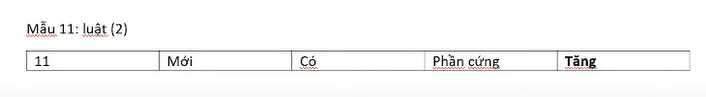 Mẫu 11: luật (2)
11 Mới Có Phần cứng Tăng